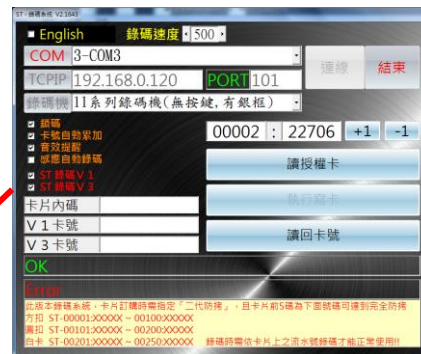 ST - 錄碼系統 V2.1643
English 錄碼速度 500
COM 3-COM3
TCPIP 192.168.0.120 PORT 101
連線 結束
錄碼機 11系列錄碼機(無按鍵,有銀框)
鎖碼
卡號自動累加
音效提醒
感應自動錄碼
ST 錄碼 V 1
ST 錄碼 V 3
00002 : 22706 +1 -1
讀授權卡
執行寫卡
讀回卡號
卡片內碼
V 1卡號
V 3卡號
OK
Error
此版本錄碼系統，卡片訂購時需指定「二代防拷」，且卡片前5碼為下面號碼可達到完全防拷
方扣 ST-00001:XXXXX ~ 00100:XXXXX
壽扣 ST-00101:XXXXX ~ 00200:XXXXX
白卡 ST-00201:XXXXX ~ 00250:XXXXX 錄碼時需依卡片上之流水號錄碼才能正常使用!!